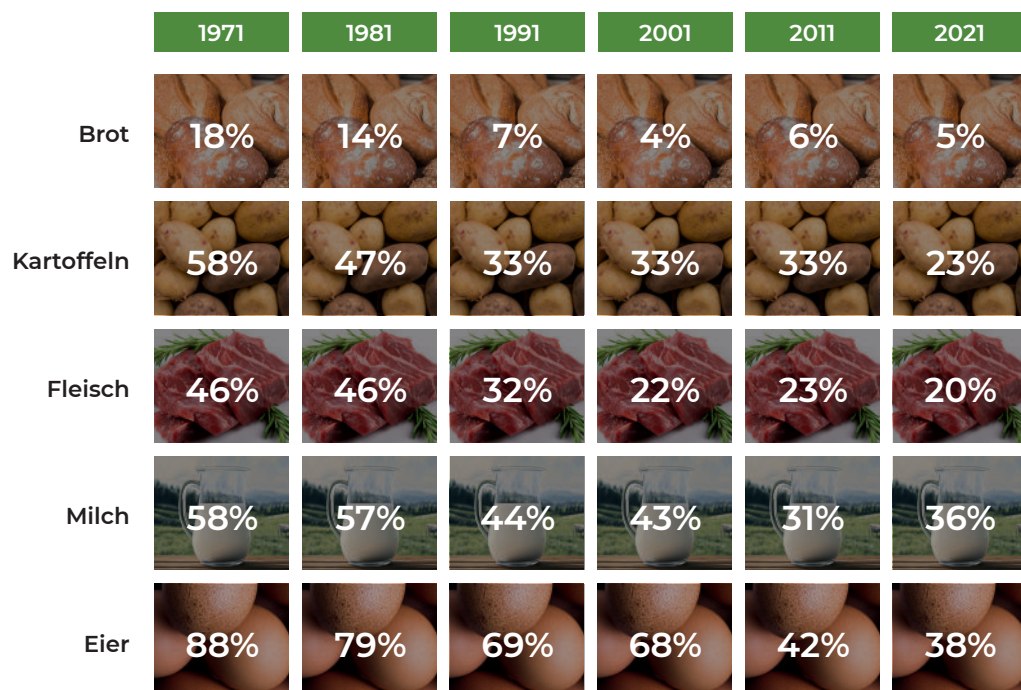 1971 1981 1991 2001 2011 2021
Brot 18% 14% 7% 4% 6% 5%
Kartoffeln 58% 47% 33% 33% 33% 23%
Fleisch 46% 46% 32% 22% 23% 20%
Milch 58% 57% 44% 43% 31% 36%
Eier 88% 79% 69% 68% 42% 38%